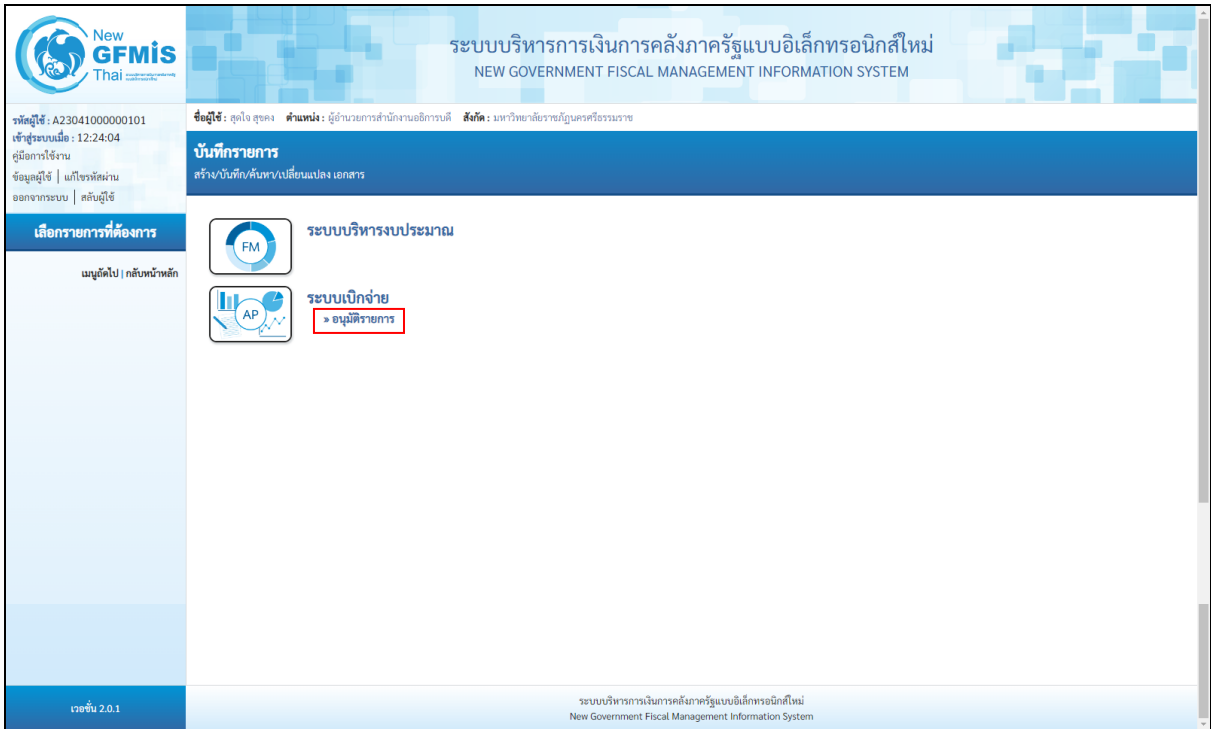 New
GFMIS
Thai
ระบบบริหารการเงินการคลังภาครัฐแบบอิเล็กทรอนิกส์ใหม่
NEW GOVERNMENT FISCAL MANAGEMENT INFORMATION SYSTEM
รหัสผู้ใช้ : A23041000000101
เข้าสู่ระบบเมื่อ : 12:24:04
คู่มือการใช้งาน
ข้อมูลผู้ใช้ | แก้ไขรหัสผ่าน
ออกจากระบบ | สลับผู้ใช้
ชื่อผู้ใช้ : สุดใจ สุขคง ตำแหน่ง : ผู้อำนวยการสำนักงานอธิการบดี สังกัด : มหาวิทยาลัยราชภัฏนครศรีธรรมราช
บันทึกรายการ
สร้าง/บันทึก/ค้นหา/เปลี่ยนแปลง เอกสาร
เลือกรายการที่ต้องการ
เมนูถัดไป | กลับหน้าหลัก
FM
ระบบบริหารงบประมาณ
AP
ระบบเบิกจ่าย
» อนุมัติรายการ
เวอชั่น 2.0.1
ระบบบริหารการเงินการคลังภาครัฐแบบอิเล็กทรอนิกส์ใหม่
New Government Fiscal Management Information System